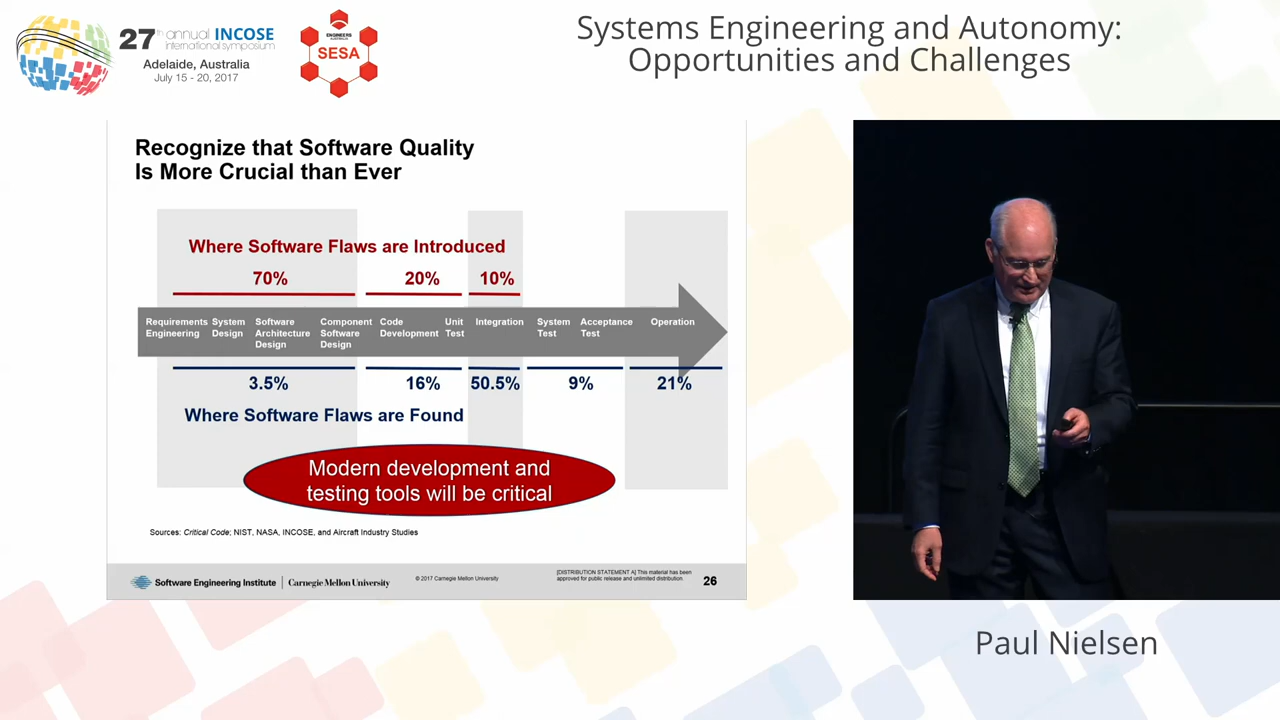 27th annual INCOSE
international symposium
Adelaide, Australia
July 15 - 20, 2017
ENGINEERS
AUSTRALIA
SESA
Systems Engineering and Autonomy:
Opportunities and Challenges
Recognize that Software Quality
Is More Crucial than Ever
Where Software Flaws are Introduced
70% 20% 10%
Requirements Engineering
System Design
Software Architecture Design
Component Software Design
Code Development
Unit Test
Integration
System Test
Acceptance Test
Operation
3.5% 16% 50.5% 9% 21%
Where Software Flaws are Found
Modern development and
testing tools will be critical
Sources: Critical Code; NIST, NASA, INCOSE, and Aircraft Industry Studies
Software Engineering Institute | Carnegie Mellon University
© 2017 Carnegie Mellon University
[DISTRIBUTION STATEMENT A] This material has been
approved for public release and unlimited distribution.
26
Paul Nielsen